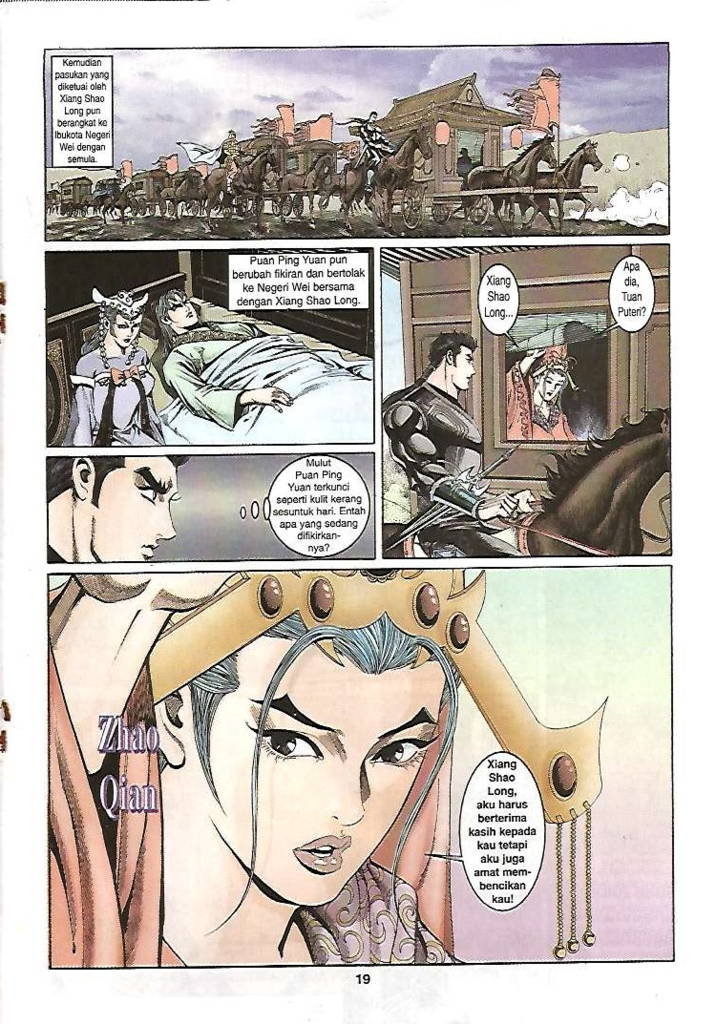 Kemudian
pasukan yang
diketuai oleh
Xiang Shao
Long pun
berangkat ke
Ibukota Negeri
Wei dengan
semula.
Puan Ping Yuan pun
berubah fikiran dan bertolak
ke Negeri Wei bersama
dengan Xiang Shao Long.
Xiang
Shao
Long...
Apa
dia,
Tuan
Puteri?
Mulut
Puan Ping
Yuan terkunci
seperti kulit kerang
sesuntuk hari. Entah
apa yang sedang
difikirkan-
nya?
Zhao
Qian
Xiang
Shao
Long,
aku harus
berterima
kasih kepada
kau tetapi
aku juga
amat mem-
bencikan
kau!
19